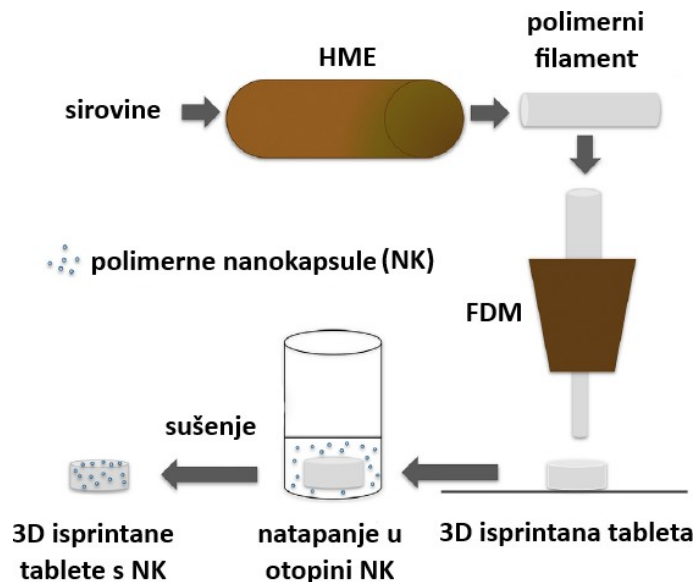 HME
polimerni
filament
sirovine
polimerne nanokapsule (NK)
FDM
sušenje
3D isprintane
tablete s NK
natapanje u
otopini NK
3D isprintana tableta